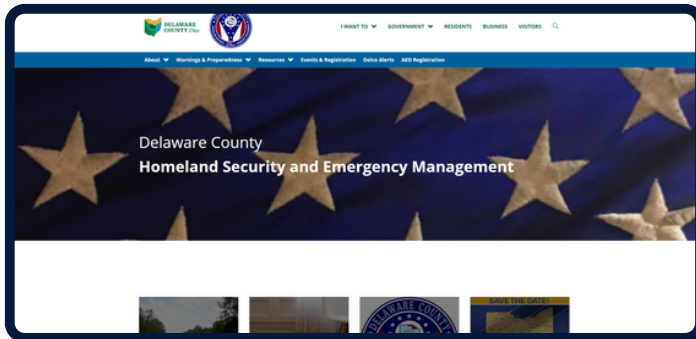 DELAWARE
COUNTY Ohio
I WANT TO GOVERNMENT RESIDENTS BUSINESS VISITORS
About Warnings & Preparedness Resources Events & Registration Delco Alerts AED Registration
Delaware County
Homeland Security and Emergency Management
DELAWARE COUNTY
SAVE THE DATE!